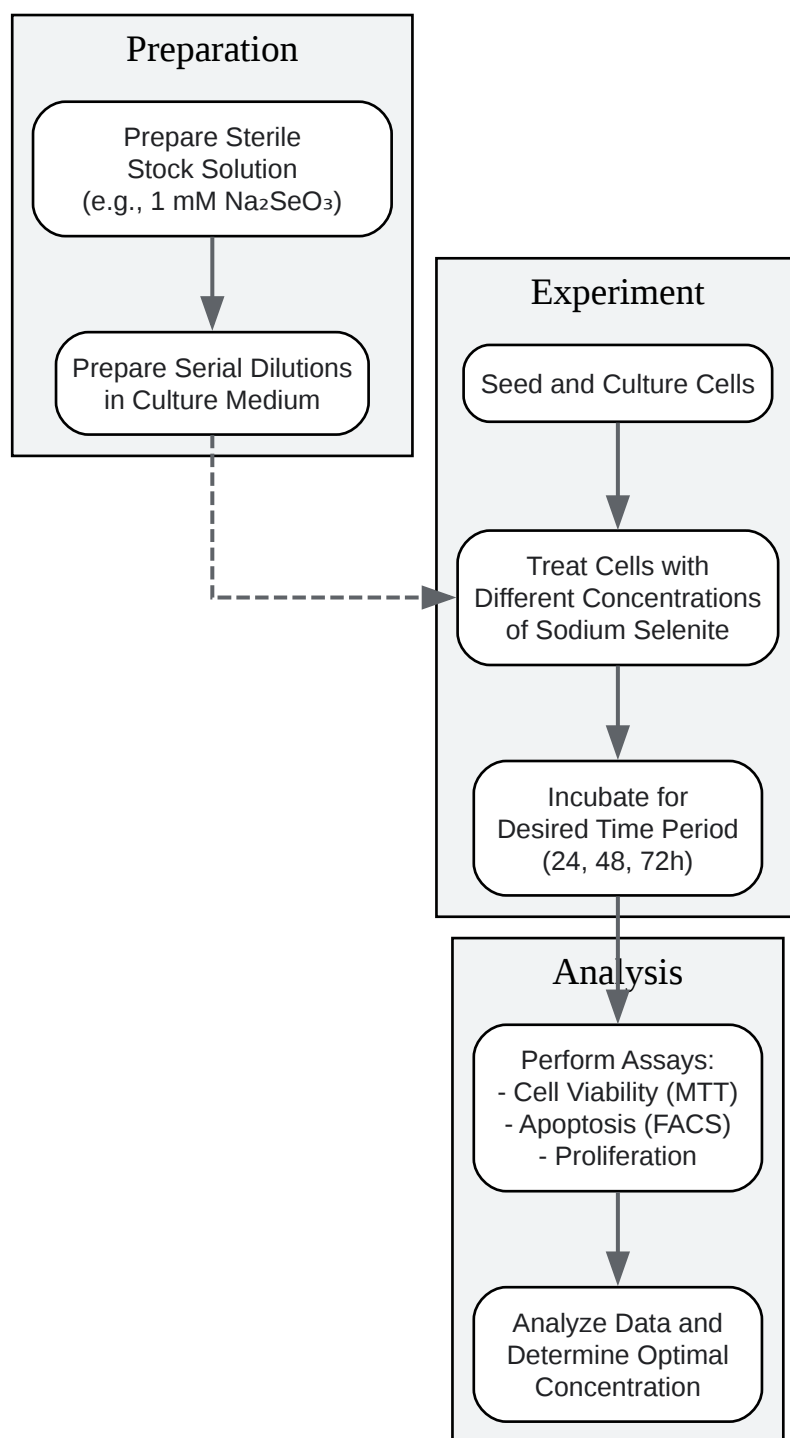 Preparation
Prepare Sterile
Stock Solution
(e.g., 1 mM Na₂SeO₃)
Prepare Serial Dilutions
in Culture Medium
Experiment
Seed and Culture Cells
Treat Cells with
Different Concentrations
of Sodium Selenite
Incubate for
Desired Time Period
(24, 48, 72h)
Analysis
Perform Assays:
- Cell Viability (MTT)
- Apoptosis (FACS)
- Proliferation
Analyze Data and
Determine Optimal
Concentration